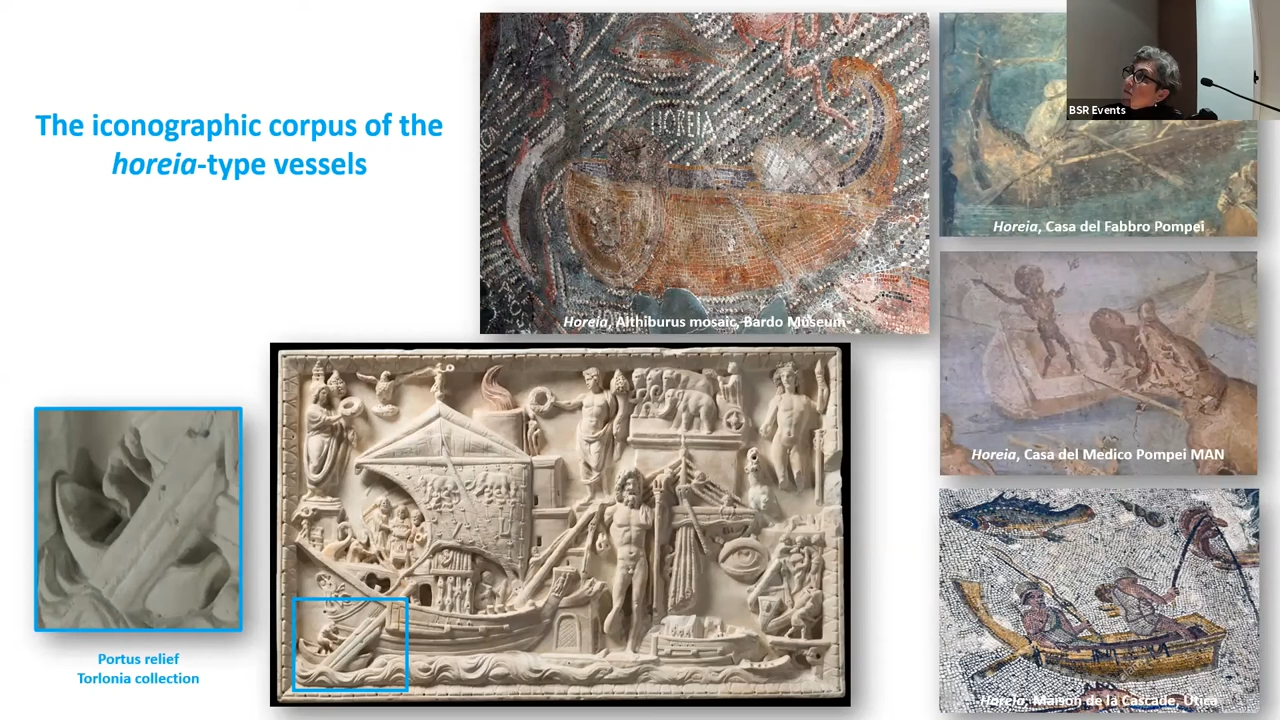 The iconographic corpus of the
horeia-type vessels
HOREIA
Horeia, Althiburus mosaic, Bardo Museum
BSR Events
Horeia, Casa del Fabbro Pompei
Horeia, Casa del Medico Pompei MAN
Horeia, Maison de la Cascade, Utica
Portus relief
Torlonia collection